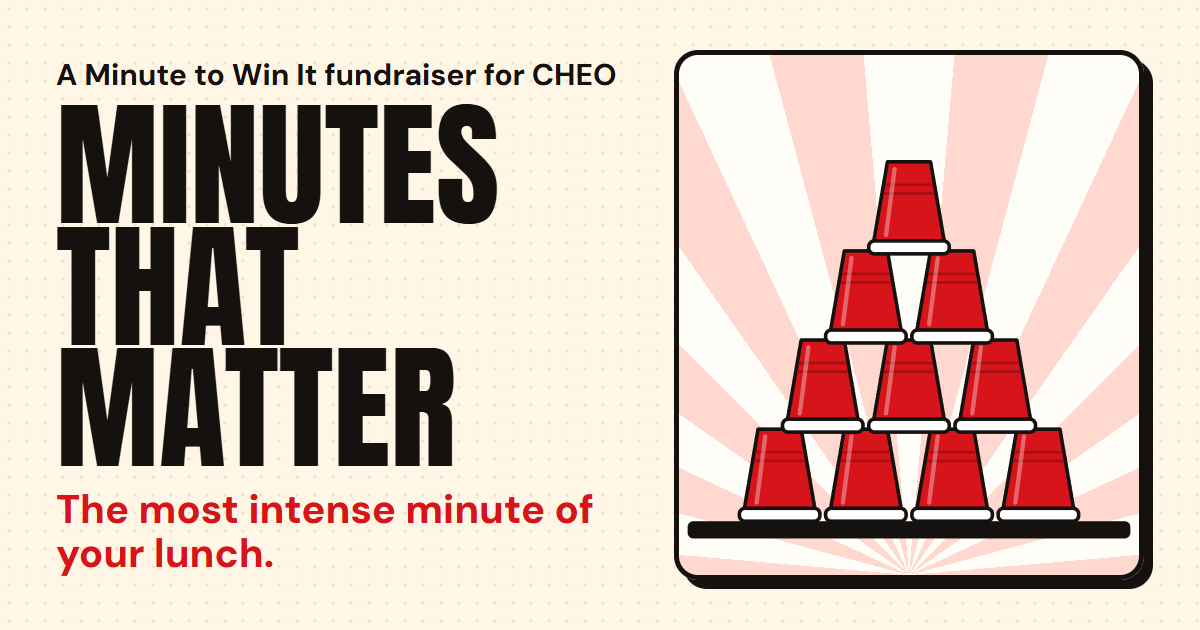 A Minute to Win It fundraiser for CHEO
MINUTES
THAT
MATTER
The most intense minute of
your lunch.